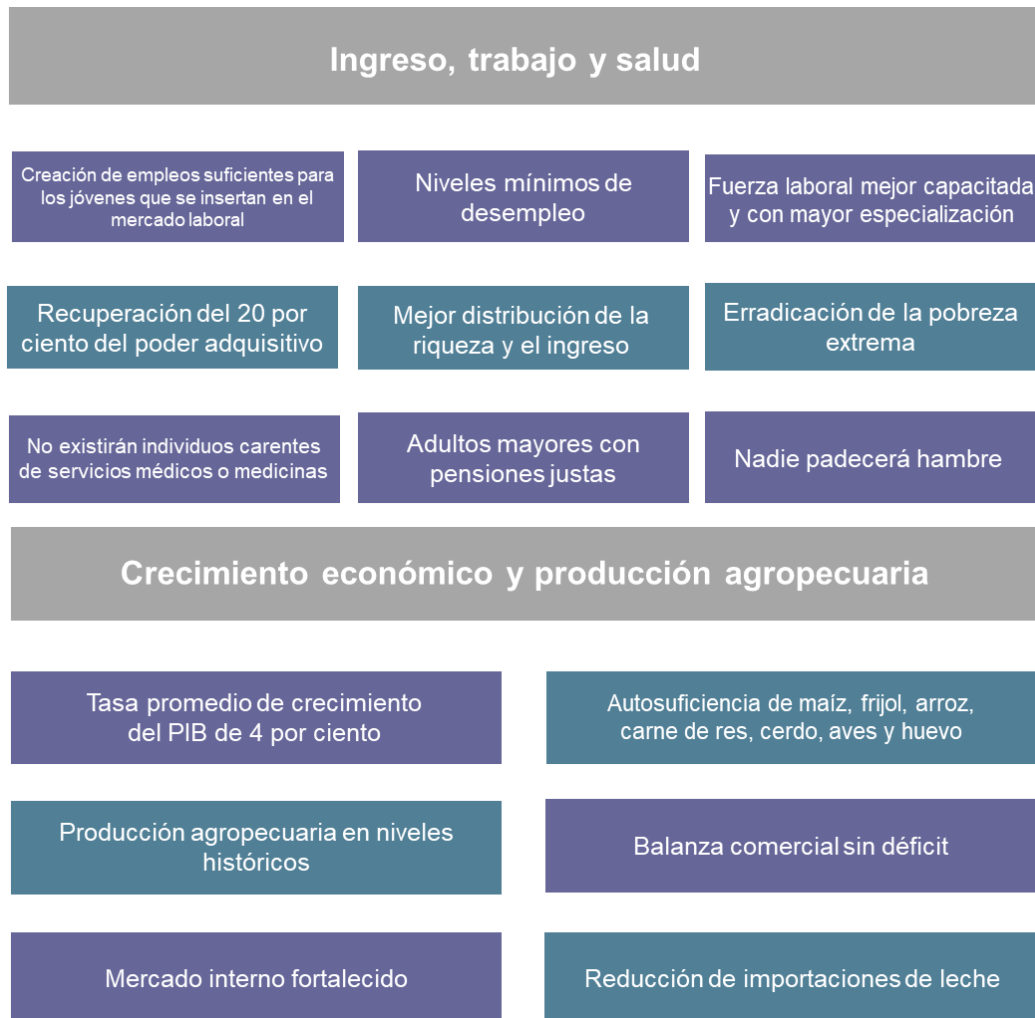 Ingreso, trabajo y salud
Creación de empleos suficientes para
los jóvenes que se insertan en el
mercado laboral
Niveles mínimos de
desempleo
Fuerza laboral mejor capacitada
y con mayor especialización
Recuperación del 20 por
ciento del poder adquisitivo
Mejor distribución de la
riqueza y el ingreso
Erradicación de la pobreza
extrema
No existirán individuos carentes
de servicios médicos o medicinas
Adultos mayores con
pensiones justas
Nadie padecerá hambre
Crecimiento económico y producción agropecuaria
Tasa promedio de crecimiento
del PIB de 4 por ciento
Autosuficiencia de maíz, frijol, arroz,
carne de res, cerdo, aves y huevo
Producción agropecuaria en niveles
históricos
Balanza comercial sin déficit
Mercado interno fortalecido
Reducción de importaciones de leche